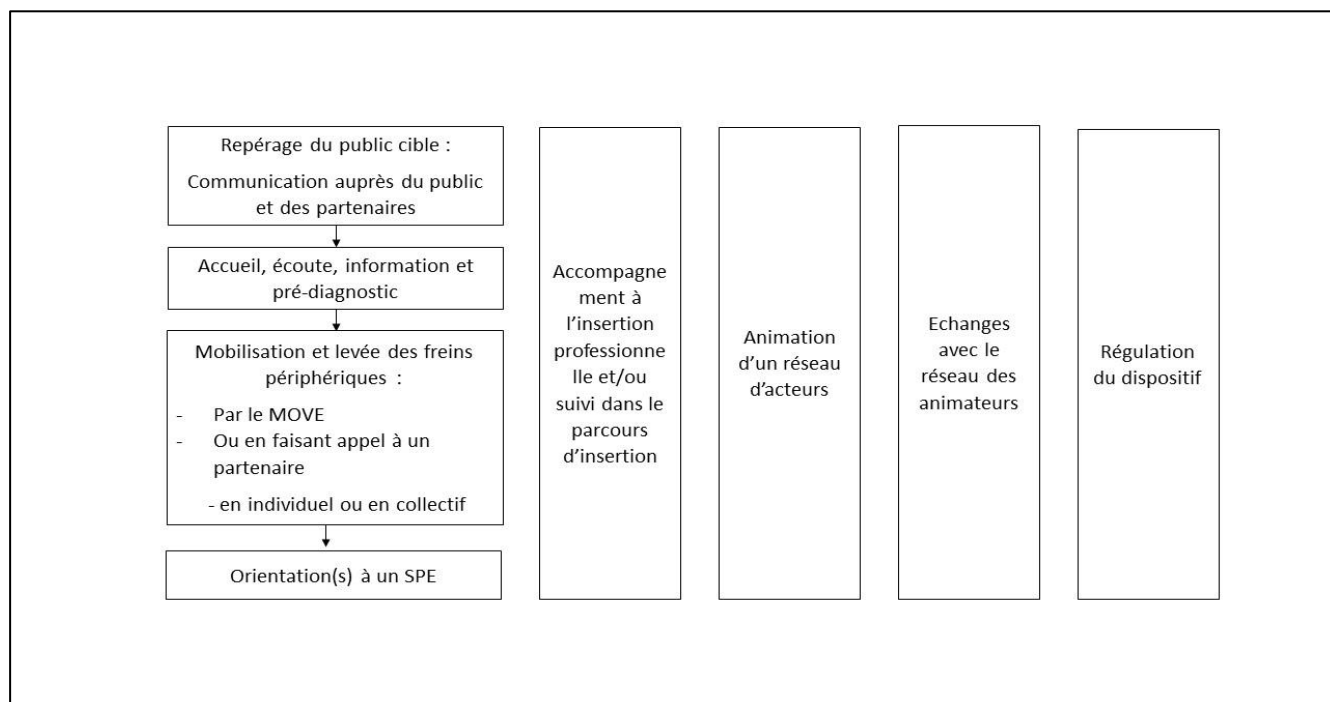 Repérage du public cible :
Communication auprès du public
et des partenaires
Accueil, écoute, information et
pré-diagnostic
Mobilisation et levée des freins
périphériques :
- Par le MOVE
- Ou en faisant appel à un
partenaire
- en individuel ou en collectif
Orientation(s) à un SPE
Accompagne
ment à
l’insertion
professionne
lle et/ou
suivi dans le
parcours
d’insertion
Animation
d’un réseau
d’acteurs
Echanges
avec le
réseau des
animateurs
Régulation
du dispositif